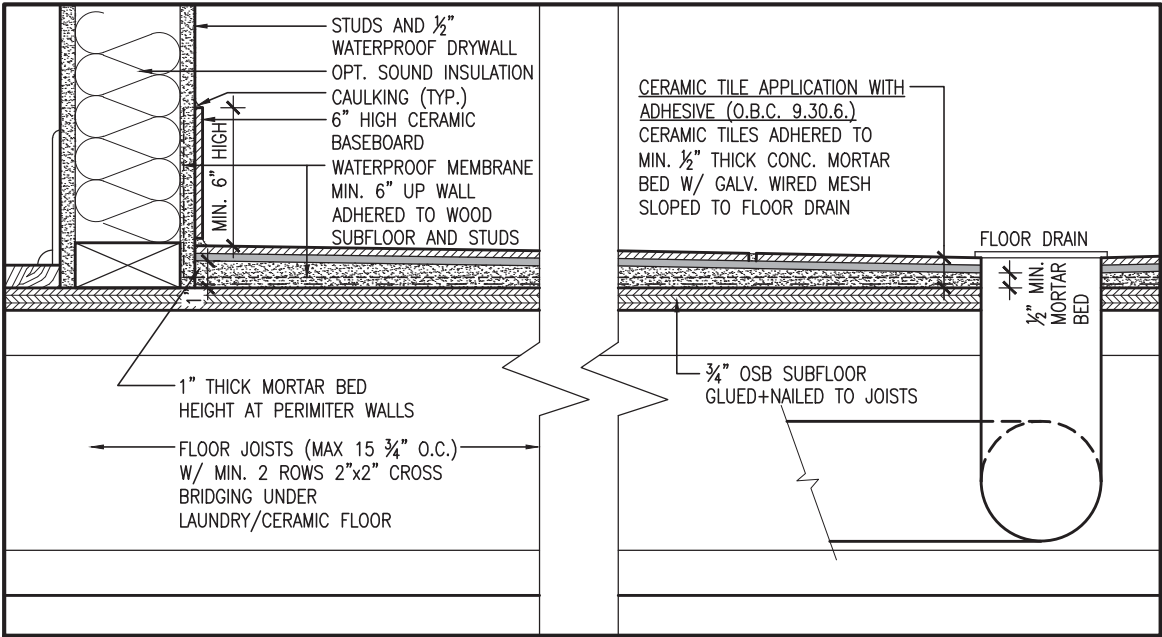 STUDS AND ½"
WATERPROOF DRYWALL
OPT. SOUND INSULATION
CAULKING (TYP.)
6" HIGH CERAMIC
BASEBOARD
WATERPROOF MEMBRANE
MIN. 6" UP WALL
ADHERED TO WOOD
SUBFLOOR AND STUDS
MIN. 6" HIGH
1"
1" THICK MORTAR BED
HEIGHT AT PERIMITER WALLS
FLOOR JOISTS (MAX 15 ¾" O.C.)
W/ MIN. 2 ROWS 2"x2" CROSS
BRIDGING UNDER
LAUNDRY/CERAMIC FLOOR
CERAMIC TILE APPLICATION WITH
ADHESIVE (O.B.C. 9.30.6.)
CERAMIC TILES ADHERED TO
MIN. ½" THICK CONC. MORTAR
BED W/ GALV. WIRED MESH
SLOPED TO FLOOR DRAIN
FLOOR DRAIN
½" MIN.
MORTAR
BED
¾" OSB SUBFLOOR
GLUED+NAILED TO JOISTS